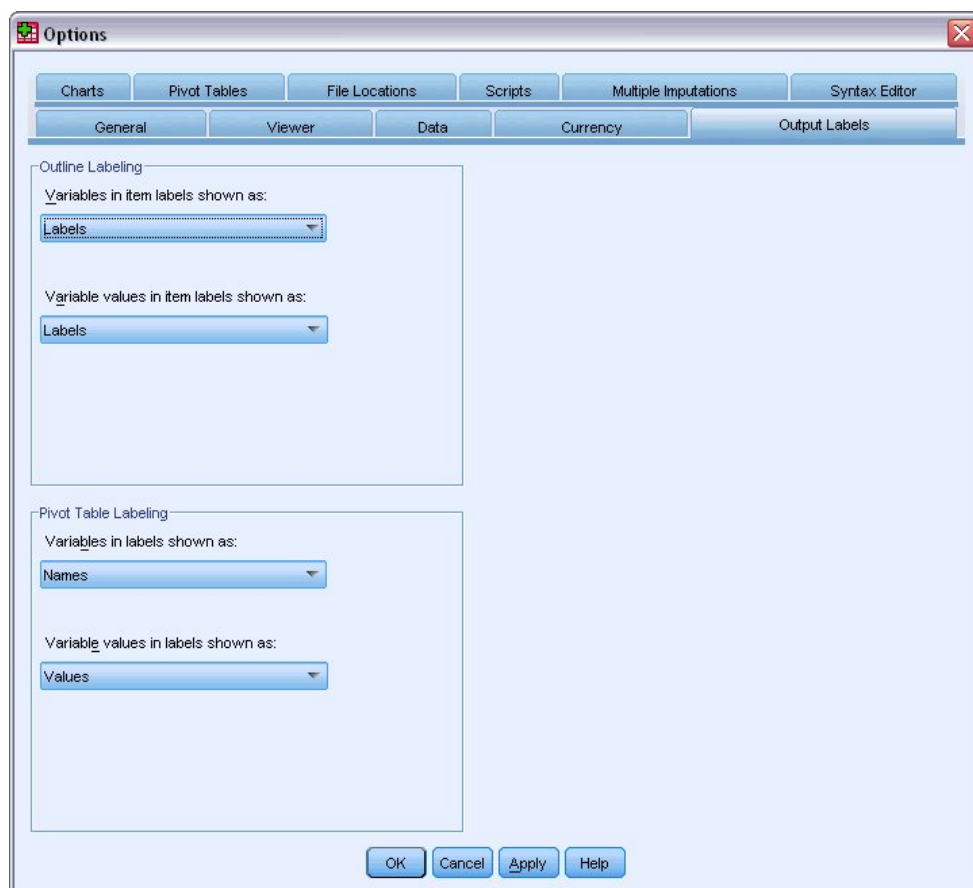 Options
Charts Pivot Tables File Locations Scripts Multiple Imputations Syntax Editor
General Viewer Data Currency Output Labels
Outline Labeling
Variables in item labels shown as:
Labels
Variable values in item labels shown as:
Labels
Pivot Table Labeling
Variables in labels shown as:
Names
Variable values in labels shown as:
Values
OK Cancel Apply Help